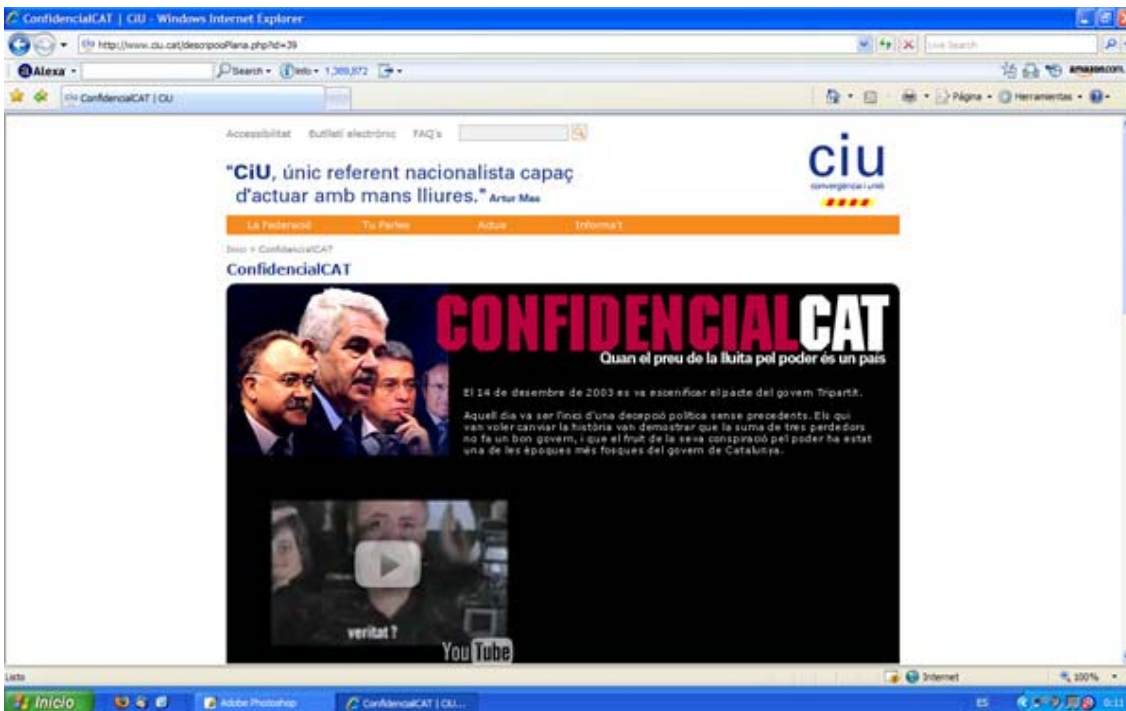 ConfidencialCAT | CiU - Windows Internet Explorer
http://www.ciu.cat/descripcioPlana.php?id=39
Live Search
Alexa
Search
Info
1,389,872
amazon.com
ConfidencialCAT | CiU
Página
Herramientas
Accessibilitat Butlletí electrònic FAQ's
"CiU, únic referent nacionalista capaç
d'actuar amb mans lliures." Artur Mas
ciu
convergència i unió
La Federació Tu Parles Actua Informa't
Inici > ConfidencialCAT
ConfidencialCAT
CONFIDENCIALCAT
Quan el preu de la lluita pel poder és un país
El 14 de desembre de 2003 es va escenificar el pacte del govern Tripartit.
Aquell dia va ser l'inici d'una decepció política sense precedents. Els qui
van voler canviar la història van demostrar que la suma de tres perdedors
no fa un bon govern, i que el fruit de la seva conspiració pel poder ha estat
una de les èpoques més fosques del govern de Catalunya.
veritat ?
YouTube
Listo
Internet
100%
Inicio
Adobe Photoshop
ConfidencialCAT | CiU...
ES
0:11